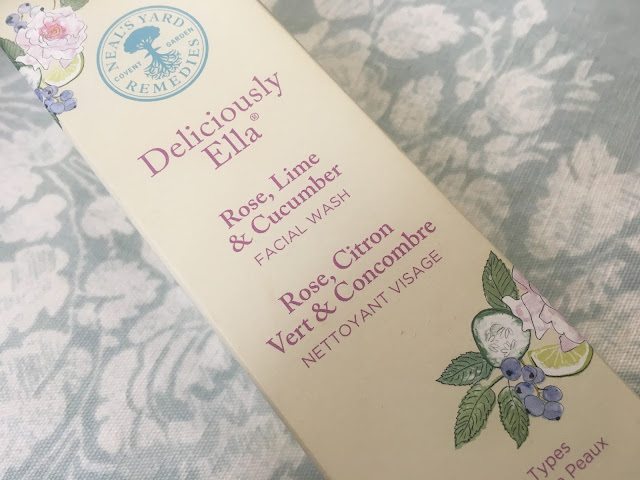 NEAL'S YARD
REMEDIES
COVENT GARDEN
Deliciously
Ella®
Rose, Lime
& Cucumber
FACIAL WASH
Rose, Citron
Vert & Concombre
NETTOYANT VISAGE
Types
Peaux